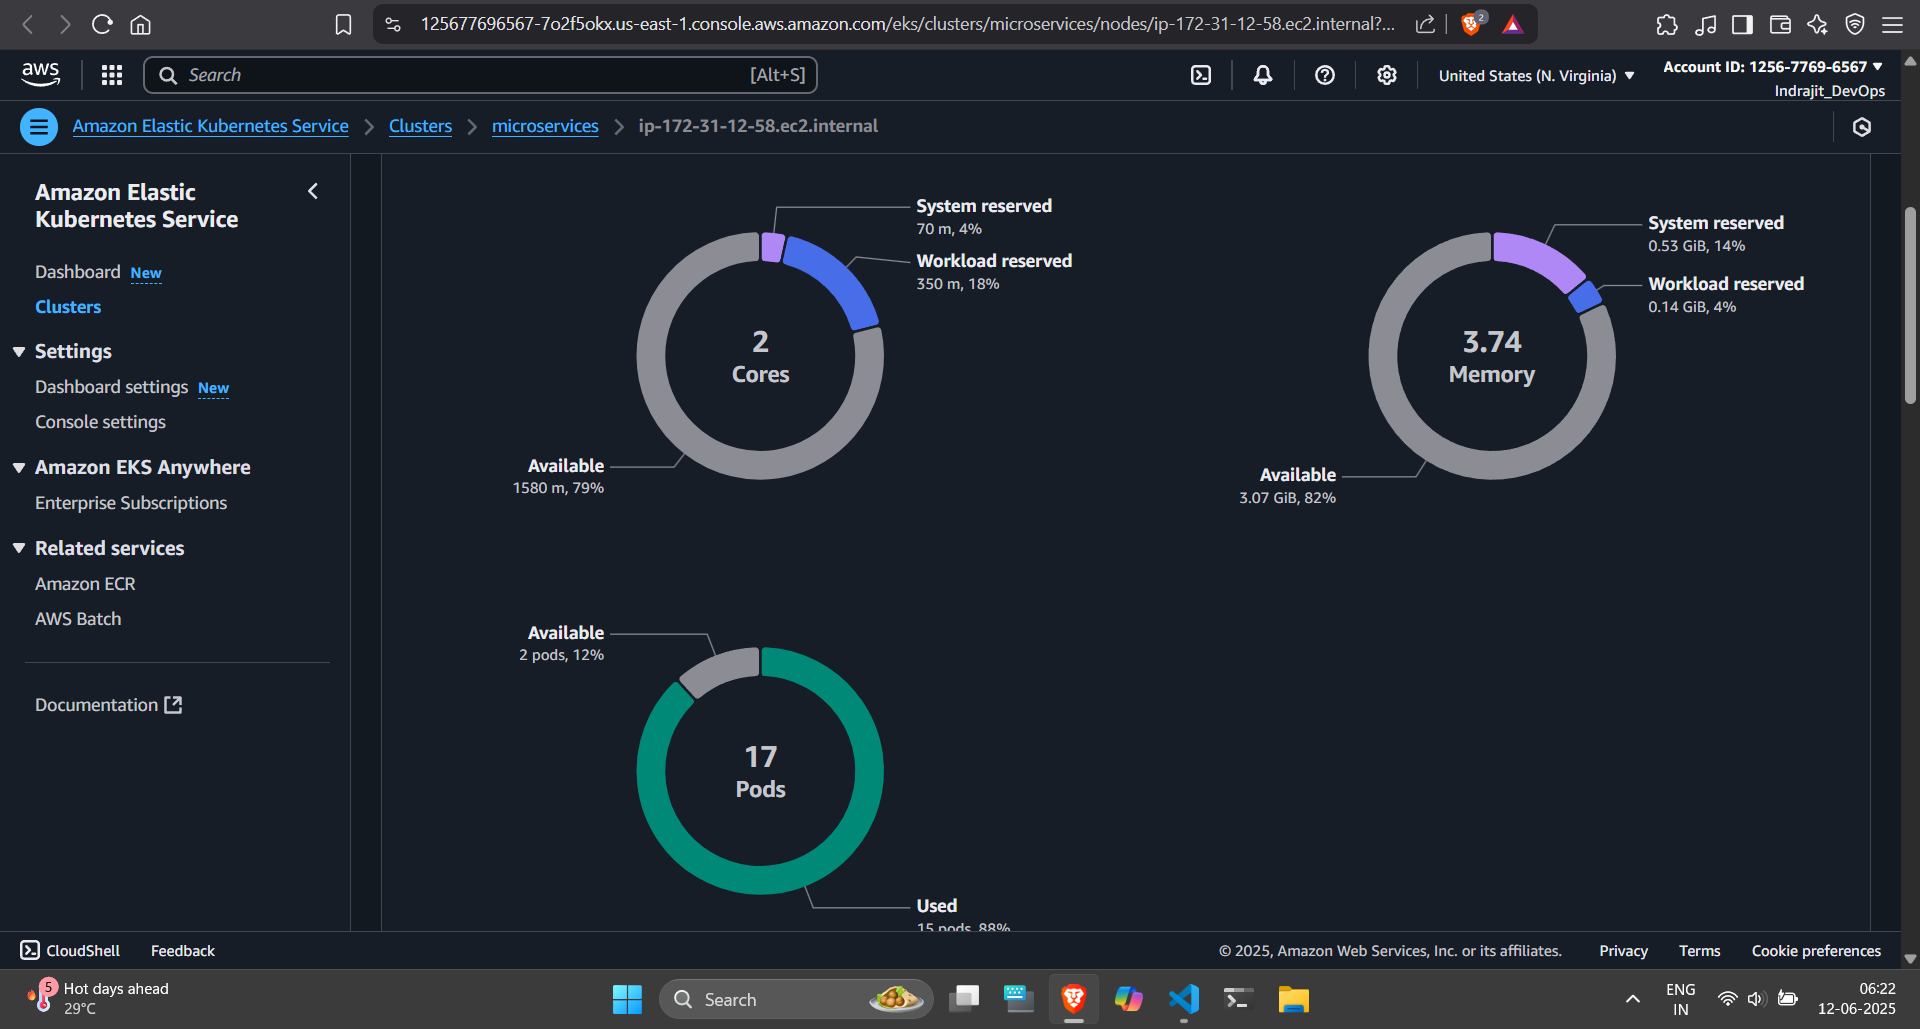 125677696567-7o2f5okx.us-east-1.console.aws.amazon.com/eks/clusters/microservices/nodes/ip-172-31-12-58.ec2.internal?...
2
aws
Search
[Alt+S]
United States (N. Virginia)
Account ID: 1256-7769-6567
Indrajit_DevOps
Amazon Elastic Kubernetes Service
Clusters
microservices
ip-172-31-12-58.ec2.internal
Amazon Elastic
Kubernetes Service
Dashboard New
Clusters
Settings
Dashboard settings New
Console settings
Amazon EKS Anywhere
Enterprise Subscriptions
Related services
Amazon ECR
AWS Batch
Documentation
System reserved
70 m, 4%
Workload reserved
350 m, 18%
2
Cores
Available
1580 m, 79%
System reserved
0.53 GiB, 14%
Workload reserved
0.14 GiB, 4%
3.74
Memory
Available
3.07 GiB, 82%
Available
2 pods, 12%
17
Pods
Used
15 pods, 88%
CloudShell
Feedback
© 2025, Amazon Web Services, Inc. or its affiliates.
Privacy
Terms
Cookie preferences
5
Hot days ahead
29°C
Search
ENG
IN
06:22
12-06-2025